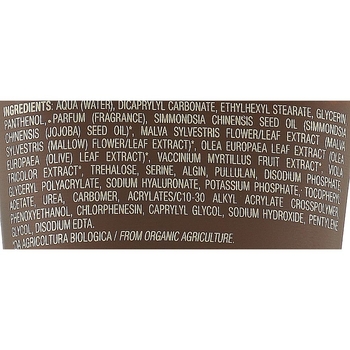 INGREDIENTS: AQUA (WATER), DICAPRYLYL CARBONATE, ETHYLHEXYL STEARATE, GLYCERIN
PANTHENOL, PARFUM (FRAGRANCE), SIMMONDSIA CHINENSIS SEED OIL (SIMMONDSIA
CHINENSIS (JOJOBA) SEED OIL)*, MALVA SYLVESTRIS FLOWER/LEAF EXTRACT (MALVA
SYLVESTRIS (MALLOW) FLOWER/LEAF EXTRACT)*, OLEA EUROPAEA LEAF EXTRACT (OLEA
EUROPAEA (OLIVE) LEAF EXTRACT)*, VACCINIUM MYRTILLUS FRUIT EXTRACT*, VIOLA
TRICOLOR EXTRACT*, TREHALOSE, SERINE, ALGIN, PULLULAN, DISODIUM PHOSPHATE,
GLYCERYL POLYACRYLATE, SODIUM HYALURONATE, POTASSIUM PHOSPHATE, TOCOPHERYL
ACETATE, UREA, CARBOMER, ACRYLATES/C10-30 ALKYL ACRYLATE CROSSPOLYMER,
PHENOXYETHANOL, CHLORPHENESIN, CAPRYLYL GLYCOL, SODIUM HYDROXIDE, PENTYLENE
GLYCOL, DISODIUM EDTA.
*DA AGRICOLTURA BIOLOGICA / FROM ORGANIC AGRICULTURE.